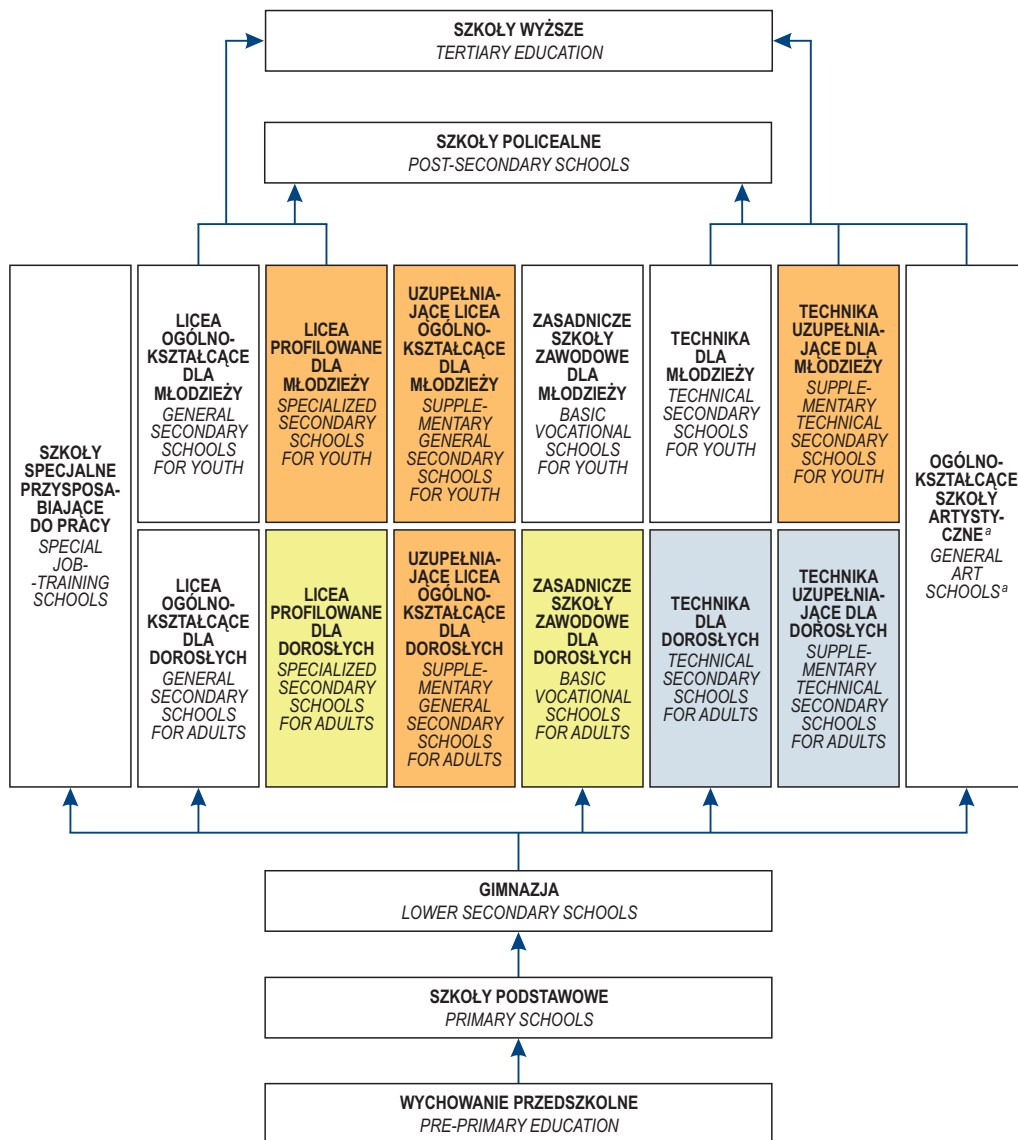 SZKOŁY WYŻSZE
TERTIARY EDUCATION
SZKOŁY POLICEALNE
POST-SECONDARY SCHOOLS
SZKOŁY
SPECJALNE
PRZYSPOSA-
BIAJĄCE
DO PRACY
SPECIAL
JOB-
-TRAINING
SCHOOLS
LICEA
OGÓLNO-
KSZTAŁCĄCE
DLA
MŁODZIEŻY
GENERAL
SECONDARY
SCHOOLS
FOR YOUTH
LICEA
PROFILOWANE
DLA
MŁODZIEŻY
SPECIALIZED
SECONDARY
SCHOOLS
FOR YOUTH
UZUPEŁNIA-
JĄCE LICEA
OGÓLNO-
KSZTAŁCĄCE
DLA
MŁODZIEŻY
SUPPLE-
MENTARY
GENERAL
SECONDARY
SCHOOLS
FOR YOUTH
ZASADNICZE
SZKOŁY
ZAWODOWE
DLA
MŁODZIEŻY
BASIC
VOCATIONAL
SCHOOLS
FOR YOUTH
TECHNIKA
DLA
MŁODZIEŻY
TECHNICAL
SECONDARY
SCHOOLS
FOR YOUTH
TECHNIKA
UZUPEŁNIA-
JĄCE DLA
MŁODZIEŻY
SUPPLE-
MENTARY
TECHNICAL
SECONDARY
SCHOOLS
FOR YOUTH
OGÓLNO-
KSZTAŁCĄCE
SZKOŁY
ARTYSTY-
CZNE a
GENERAL
ART
SCHOOLS a
LICEA
OGÓLNO-
KSZTAŁCĄCE
DLA
DOROSŁYCH
GENERAL
SECONDARY
SCHOOLS
FOR ADULTS
LICEA
PROFILOWANE
DLA
DOROSŁYCH
SPECIALIZED
SECONDARY
SCHOOLS
FOR ADULTS
UZUPEŁNIA-
JĄCE LICEA
OGÓLNO-
KSZTAŁCĄCE
DLA
DOROSŁYCH
SUPPLE-
MENTARY
GENERAL
SECONDARY
SCHOOLS
FOR ADULTS
ZASADNICZE
SZKOŁY
ZAWODOWE
DLA
DOROSŁYCH
BASIC
VOCATIONAL
SCHOOLS
FOR ADULTS
TECHNIKA
DLA
DOROSŁYCH
TECHNICAL
SECONDARY
SCHOOLS
FOR ADULTS
TECHNIKA
UZUPEŁNIA-
JĄCE DLA
DOROSŁYCH
SUPPLE-
MENTARY
TECHNICAL
SECONDARY
SCHOOLS
FOR ADULTS
GIMNAZJA
LOWER SECONDARY SCHOOLS
SZKOŁY PODSTAWOWE
PRIMARY SCHOOLS
WYCHOWANIE PRZEDSZKOLNE
PRE-PRIMARY EDUCATION